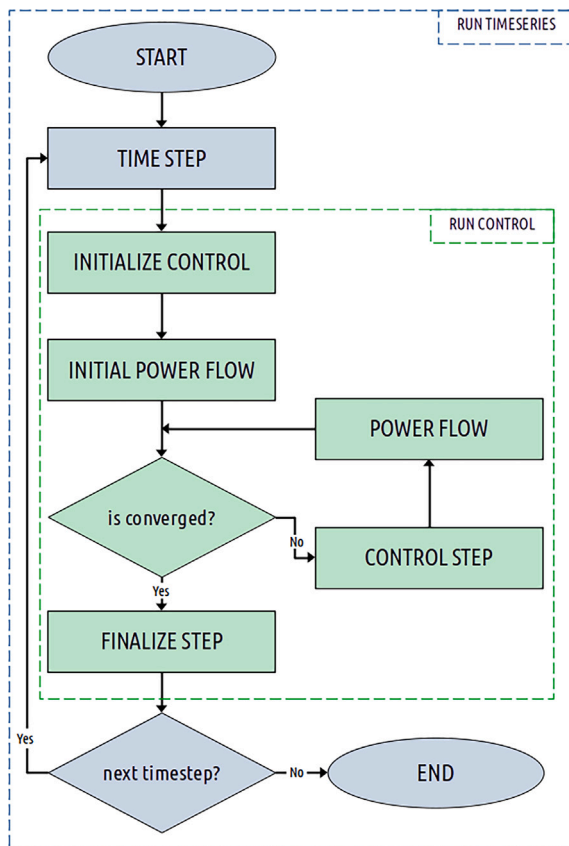 RUN TIMESERIES
START
TIME STEP
RUN CONTROL
INITIALIZE CONTROL
INITIAL POWER FLOW
POWER FLOW
is converged?
No
CONTROL STEP
Yes
FINALIZE STEP
Yes
next timestep?
No
END